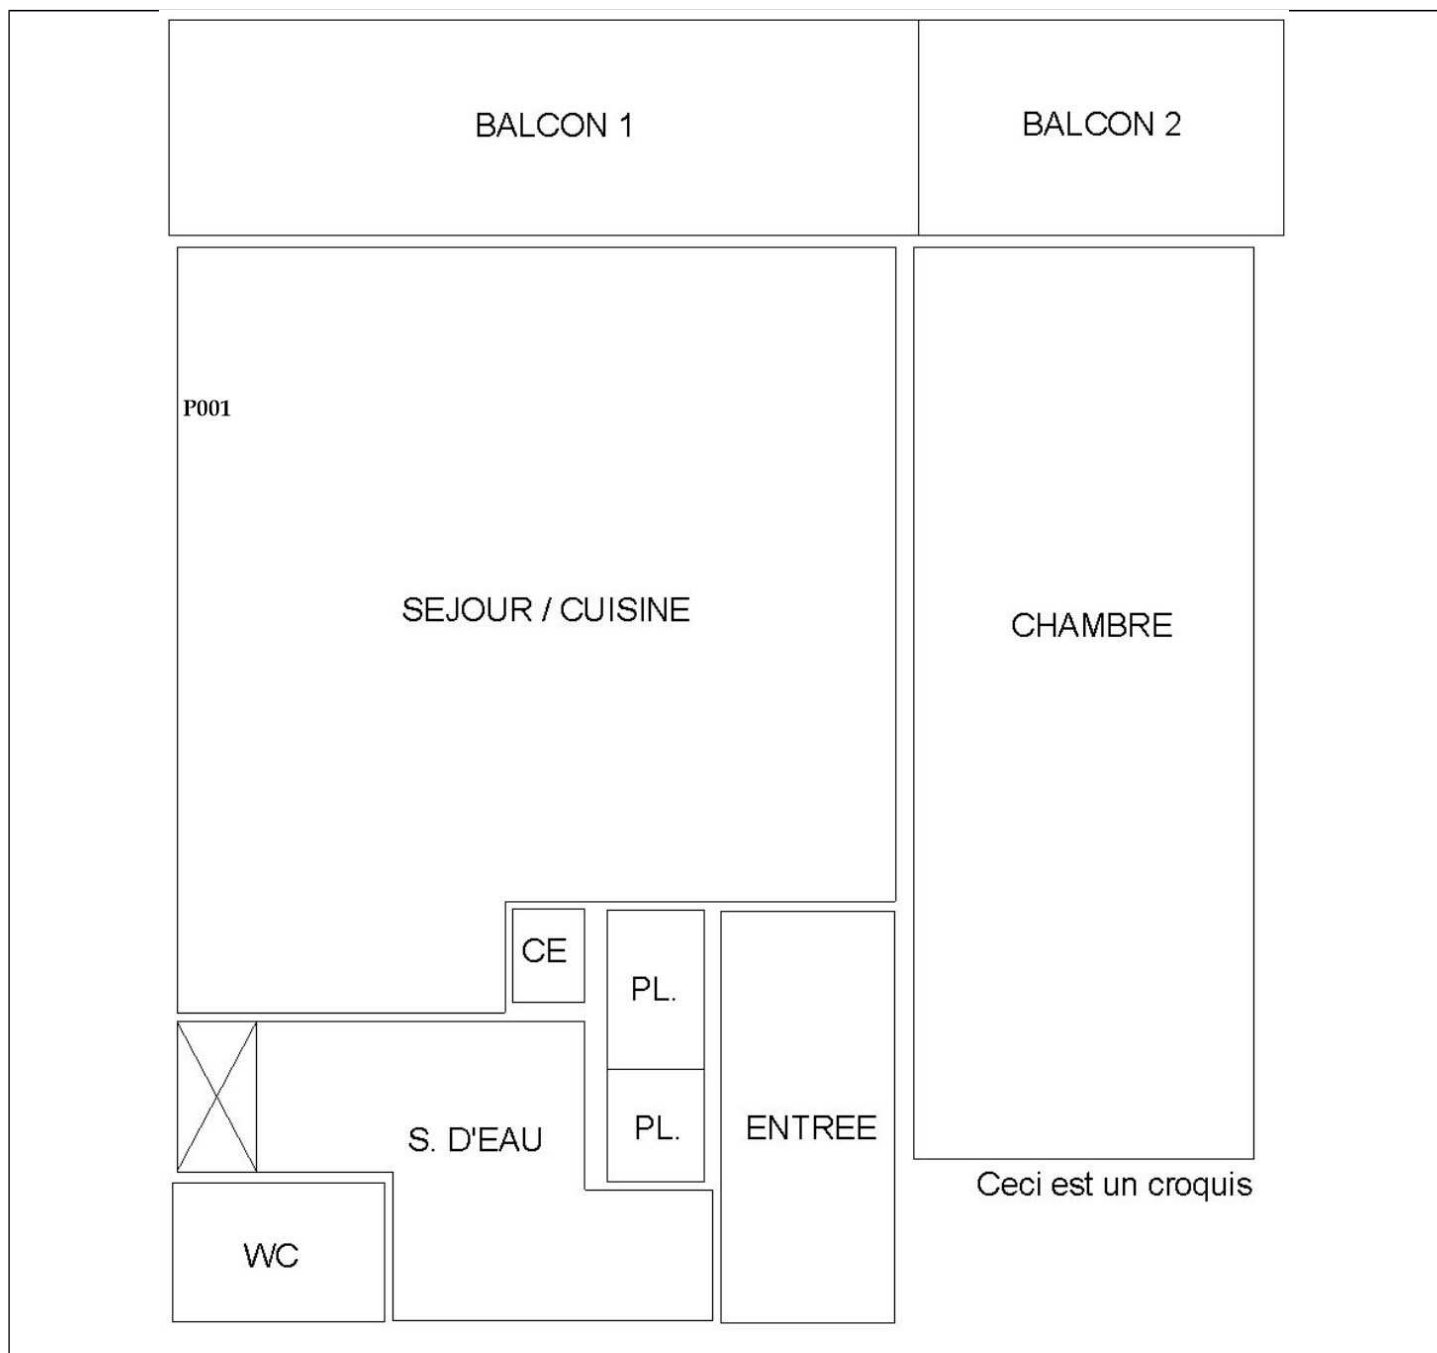 BALCON 1
BALCON 2
P001
SEJOUR / CUISINE
CHAMBRE
CE
PL.
PL.
ENTREE
S. D'EAU
Ceci est un croquis
WC